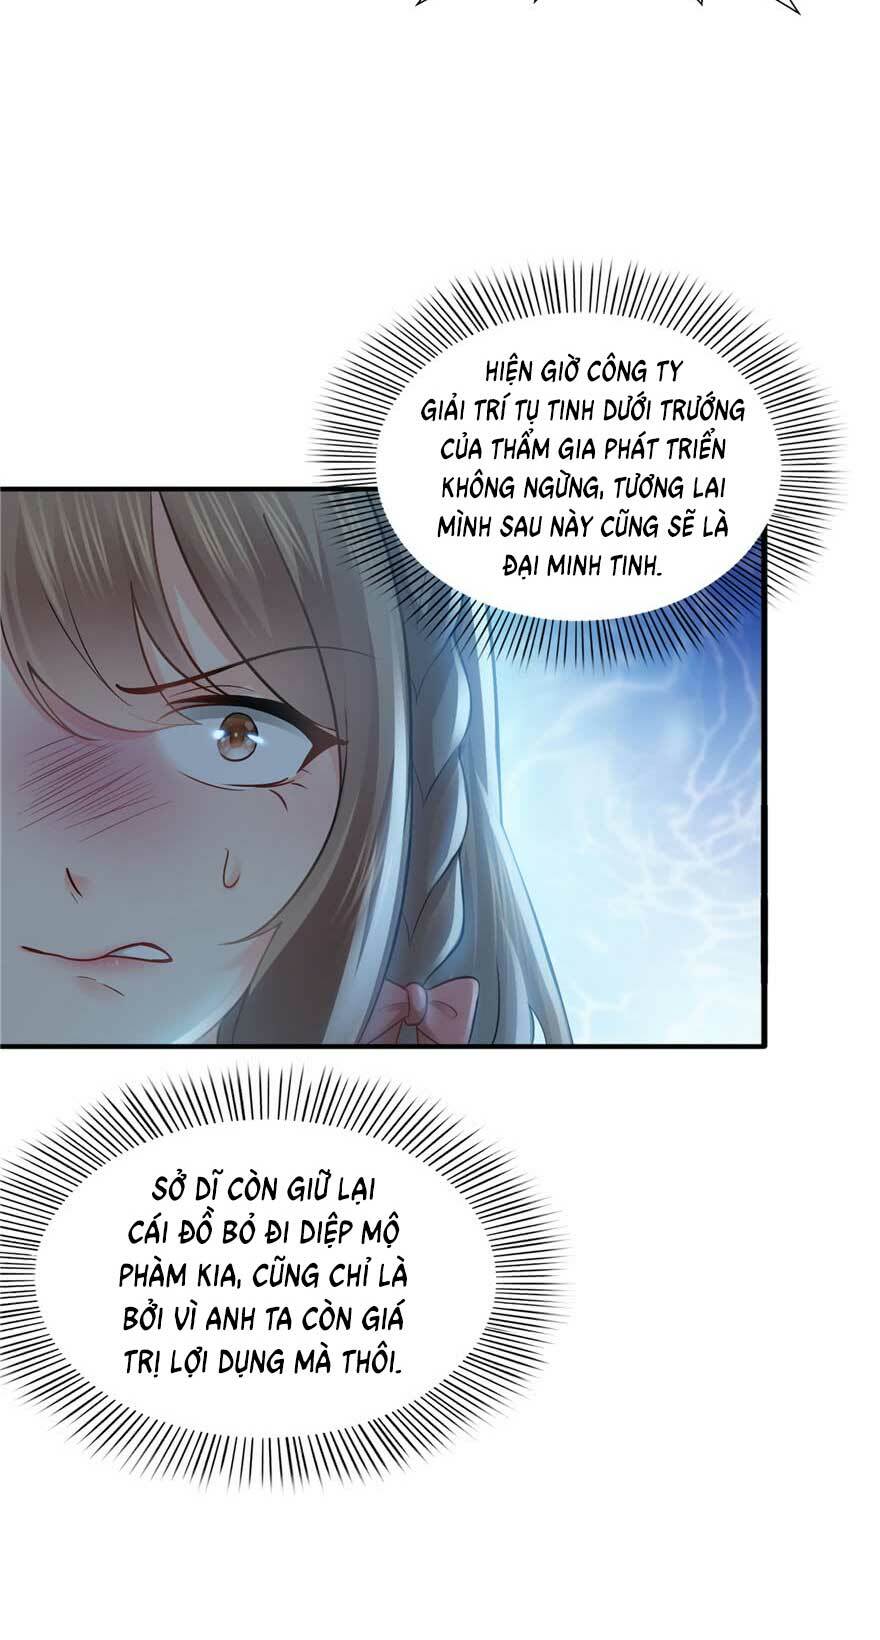 HIỆN GIỜ CÔNG TY
GIẢI TRÍ TỤ TINH DƯỚI TRƯỚNG
CỦA THẨM GIA PHÁT TRIỂN
KHÔNG NGỪNG, TƯƠNG LAI
MÌNH SAU NÀY CŨNG SẼ LÀ
ĐẠI MINH TINH.
SỞ DĨ CÒN GIỮ LẠI
CÁI ĐỒ BỎ ĐI DIỆP MỘ
PHÀM KIA, CŨNG CHỈ LÀ
BỞI VÌ ANH TA CÒN GIÁ
TRỊ LỢI DỤNG MÀ THÔI.